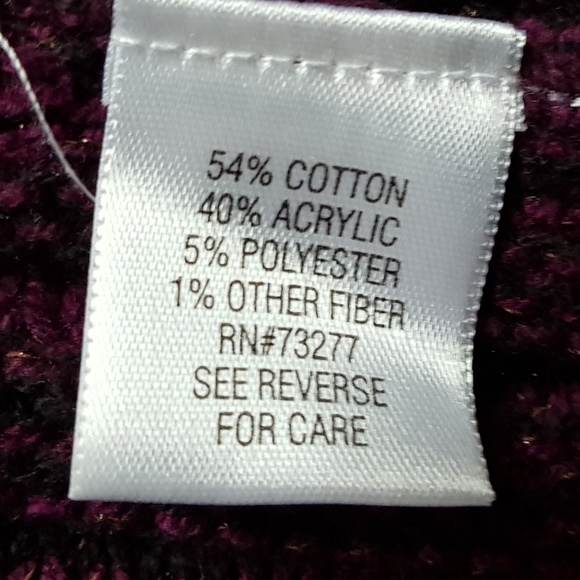 54% COTTON
40% ACRYLIC
5% POLYESTER
1% OTHER FIBER
RN#73277
SEE REVERSE
FOR CARE